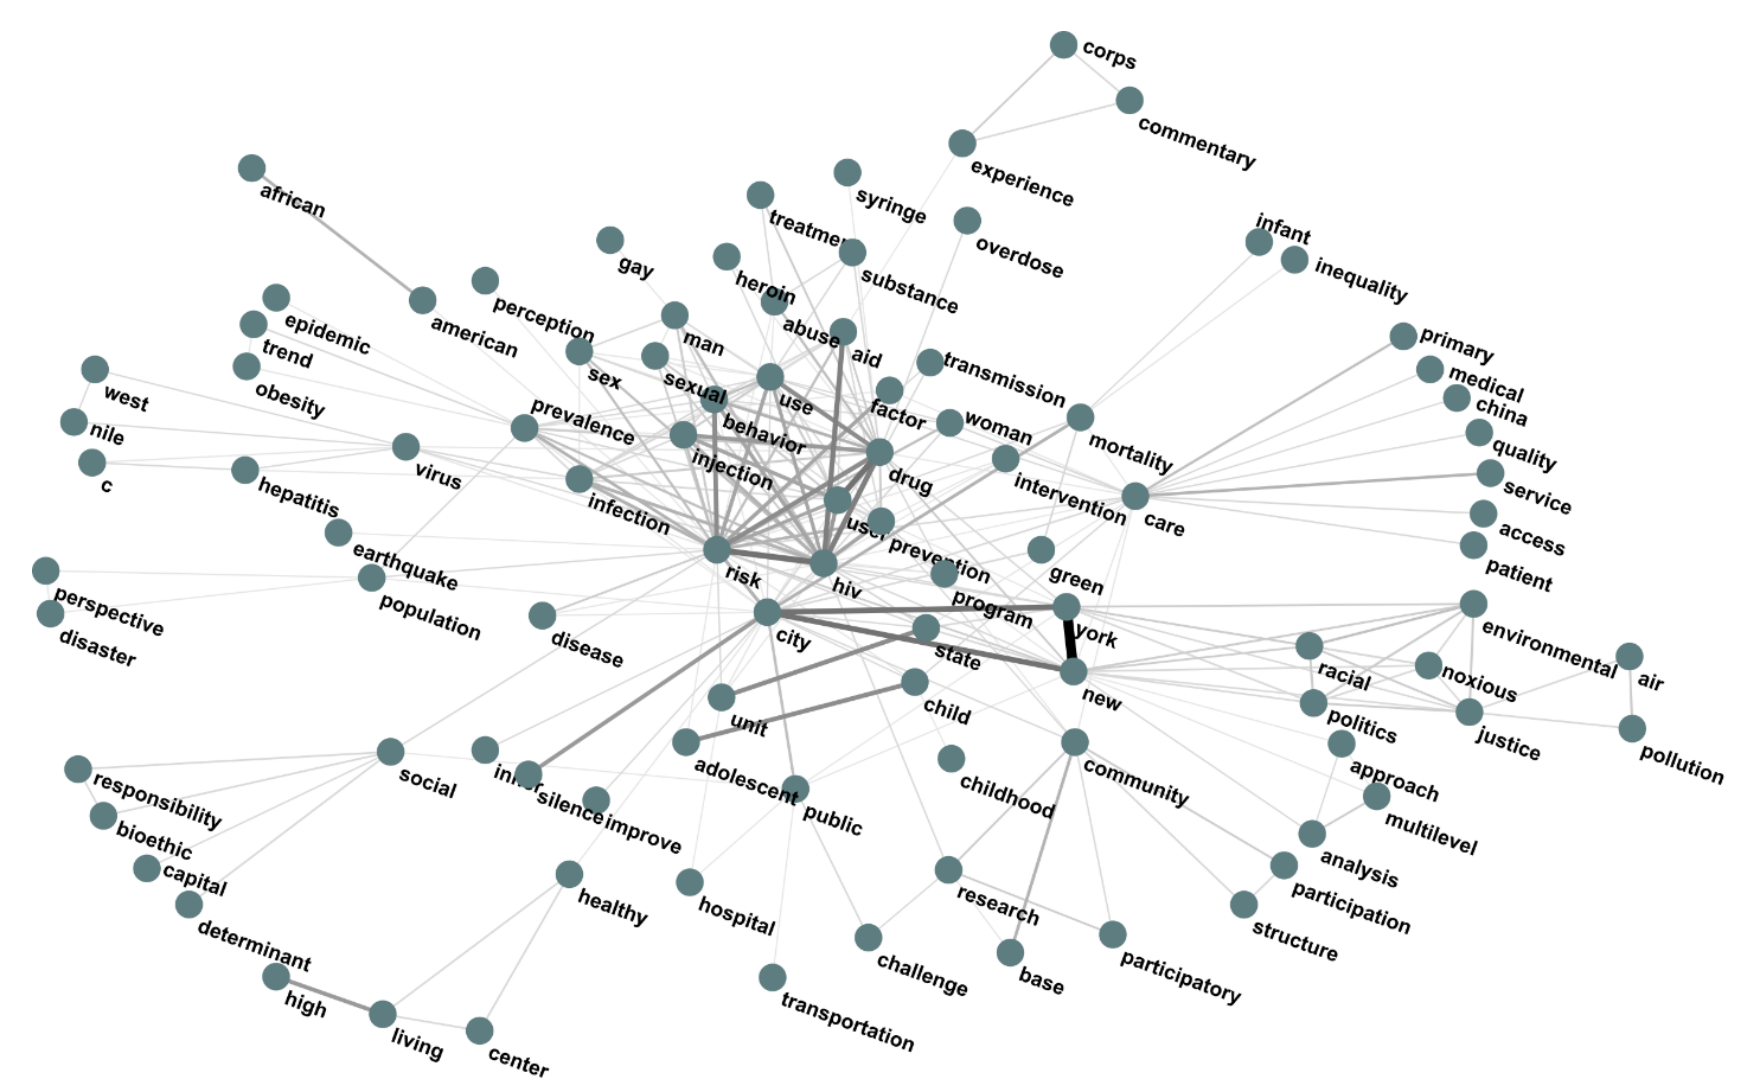 corps
commentary
experience
african
syringe
treatmer
overdose
infant
inequality
gay
substance
heroin
perception
abuse
epidemic
american
man
aid
trend
primary
transmission
medical
obesity
sex
sexual
use
factor
china
west
prevalence
woman
behavior
mortality
quality
nile
virus
injection
drug
c
hepatitis
infection
intervention
service
user
care
access
earthquake
prevention
patient
risk
hiv
green
perspective
population
program
disaster
disease
city
state
york
environmental
racial
noxious
air
unit
child
new
politics
justice
pollution
adolescent
community
approach
social
inner
childhood
responsibility
silence
improve
public
multilevel
bioethic
analysis
capital
participation
healthy
hospital
research
structure
determinant
challenge
base
participatory
high
transportation
living
center